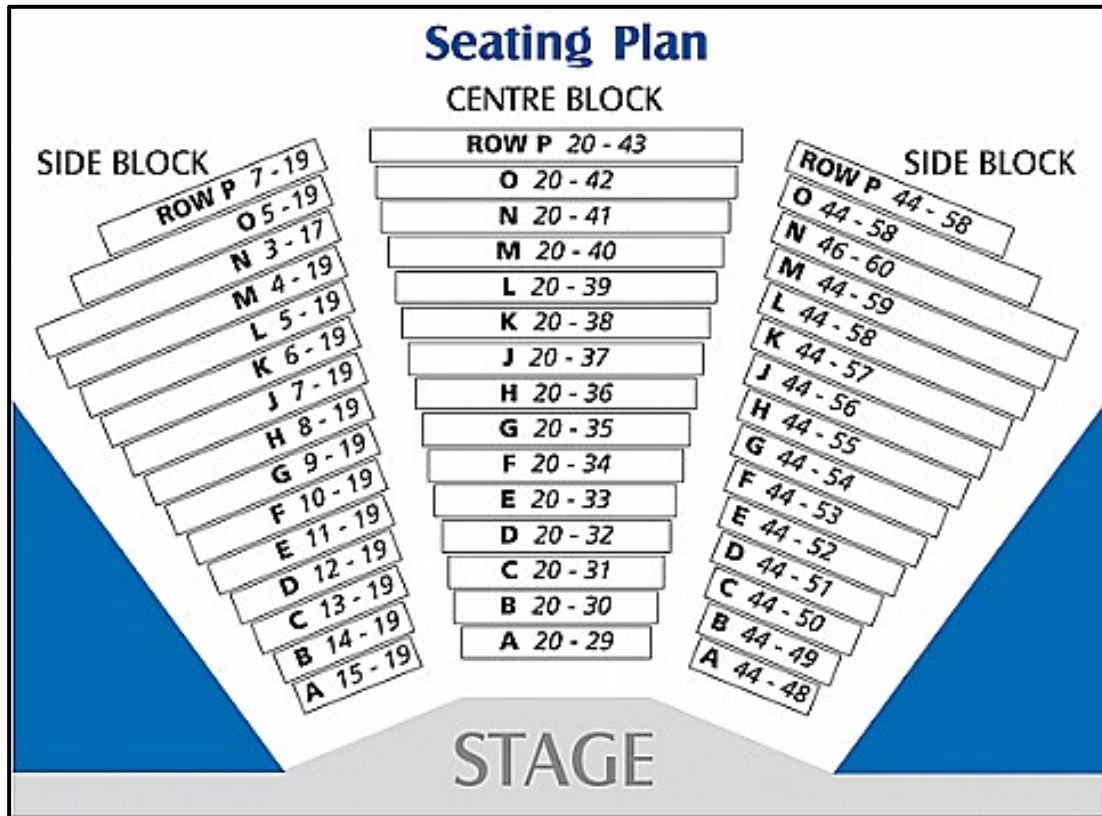 Seating Plan
CENTRE BLOCK
SIDE BLOCK
ROW P 7 - 19
O 5 - 19
N 3 - 17
M 4 - 19
L 5 - 19
K 6 - 19
J 7 - 19
H 8 - 19
G 9 - 19
F 10 - 19
E 11 - 19
D 12 - 19
C 13 - 19
B 14 - 19
A 15 - 19
ROW P 20 - 43
O 20 - 42
N 20 - 41
M 20 - 40
L 20 - 39
K 20 - 38
J 20 - 37
H 20 - 36
G 20 - 35
F 20 - 34
E 20 - 33
D 20 - 32
C 20 - 31
B 20 - 30
A 20 - 29
SIDE BLOCK
ROW P 44 - 58
O 44 - 58
N 46 - 60
M 44 - 59
L 44 - 58
K 44 - 57
J 44 - 56
H 44 - 55
G 44 - 54
F 44 - 53
E 44 - 52
D 44 - 51
C 44 - 50
B 44 - 49
A 44 - 48
STAGE